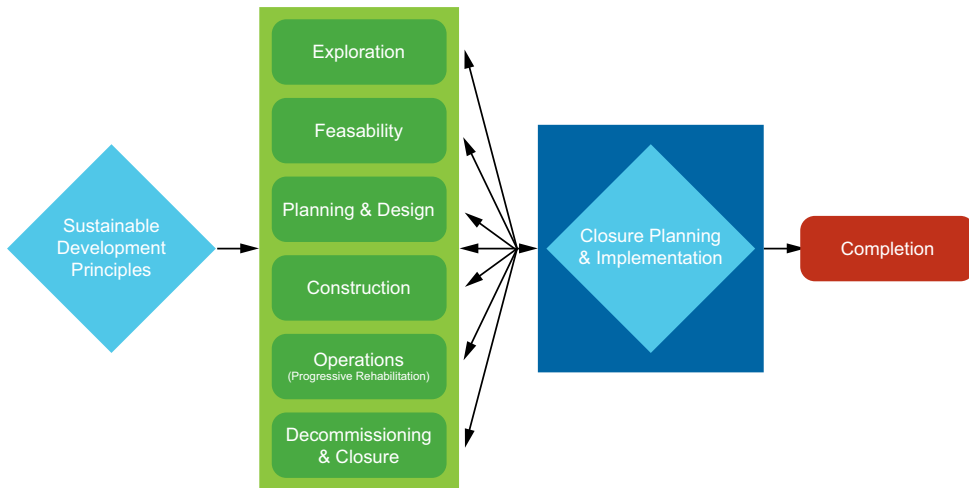 Sustainable
Development
Principles
Exploration
Feasability
Planning & Design
Construction
Operations
(Progressive Rehabilitation)
Decommissioning
& Closure
Closure Planning
& Implementation
Completion